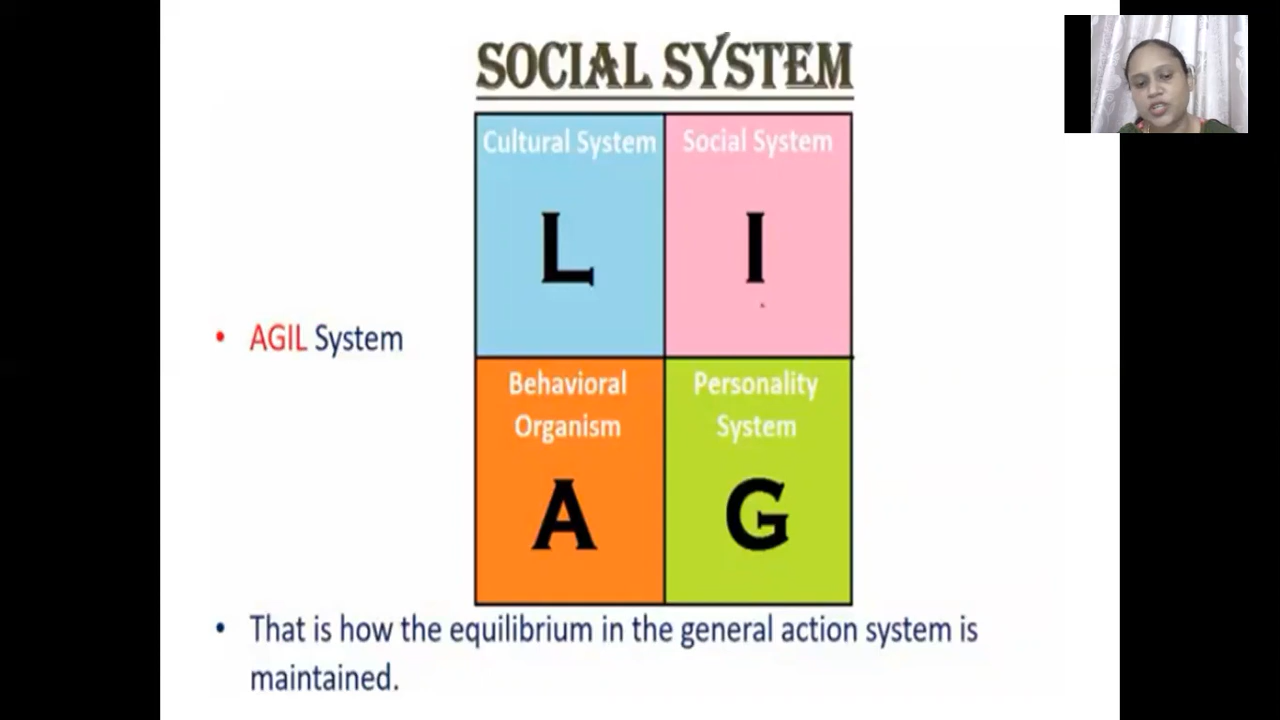 SOCIAL SYSTEM
Cultural System
Social System
L
I
• AGIL System
Behavioral
Organism
Personality
System
A
G
• That is how the equilibrium in the general action system is
maintained.